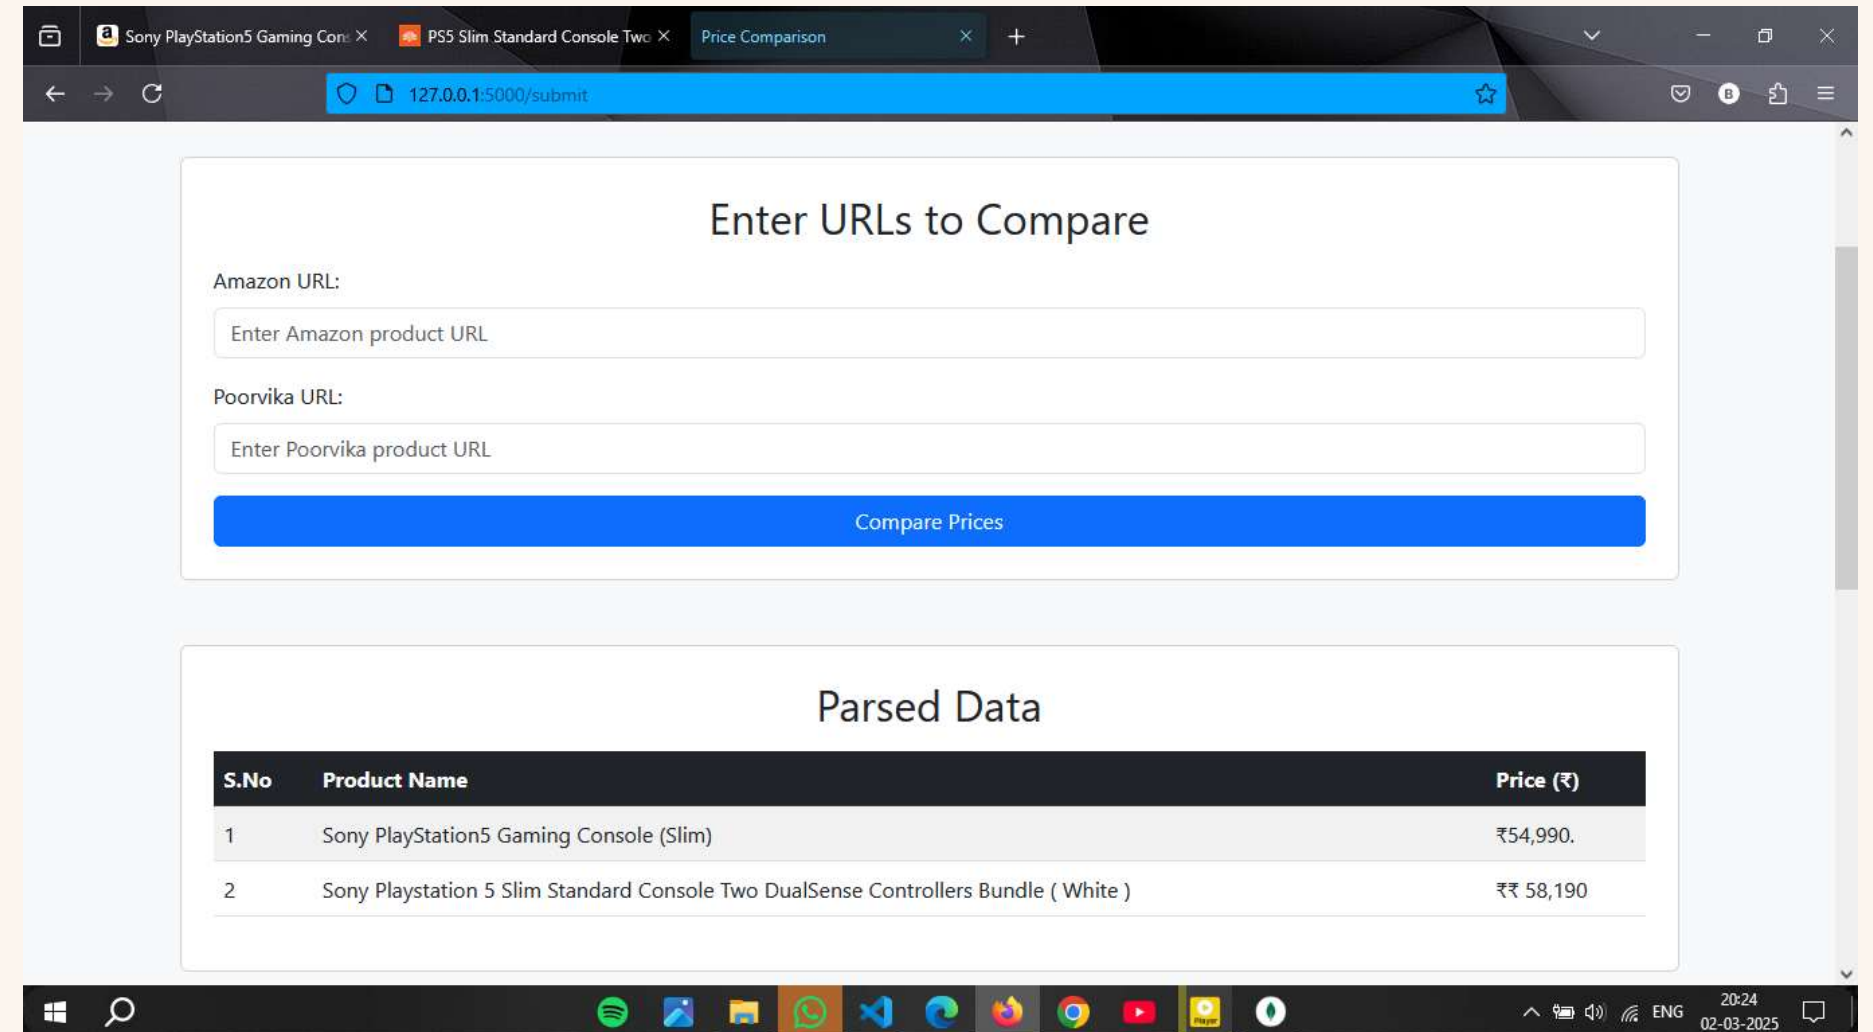 Sony PlayStation5 Gaming Con
PS5 Slim Standard Console Two
Price Comparison
127.0.0.1:5000/submit
B
Enter URLs to Compare
Amazon URL:
Enter Amazon product URL
Poorvika URL:
Enter Poorvika product URL
Compare Prices
Parsed Data
S.No Product Name Price (₹)
1 Sony PlayStation5 Gaming Console (Slim) ₹54,990.
2 Sony Playstation 5 Slim Standard Console Two DualSense Controllers Bundle ( White ) ₹₹ 58,190
Player
ENG
20:24
02-03-2025